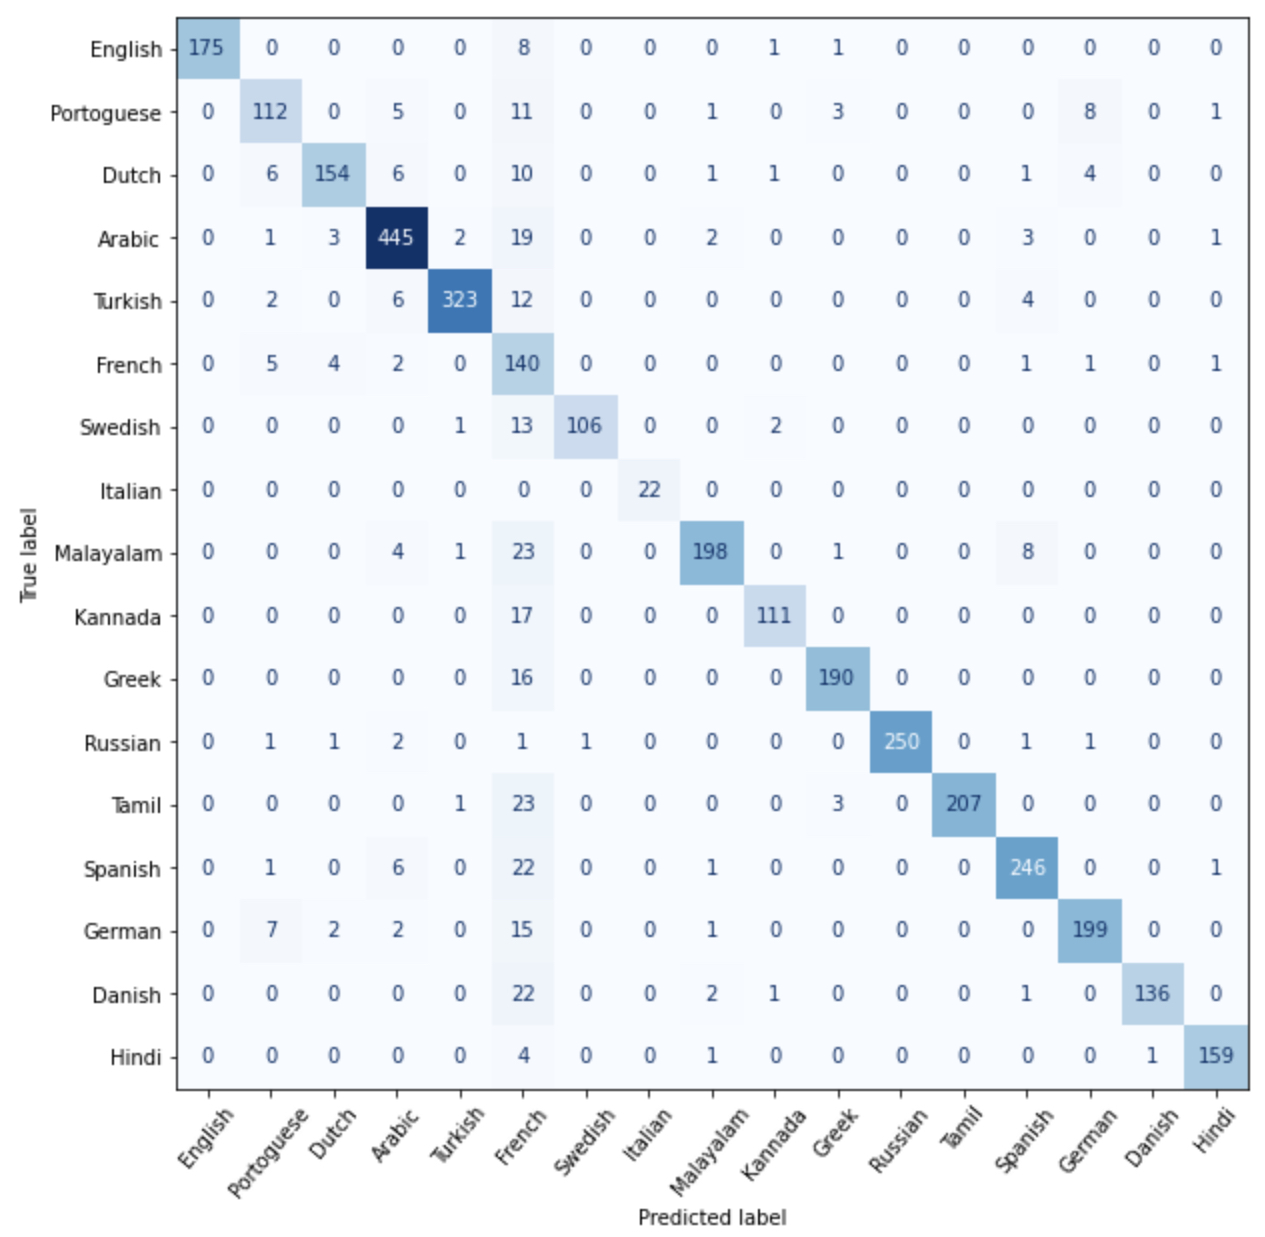 English 175 0 0 0 0 8 0 0 0 1 1 0 0 0 0 0 0
Portoguese 0 112 0 5 0 11 0 0 1 0 3 0 0 0 8 0 1
Dutch 0 6 154 6 0 10 0 0 1 1 0 0 0 1 4 0 0
Arabic 0 1 3 445 2 19 0 0 2 0 0 0 0 3 0 0 1
Turkish 0 2 0 6 323 12 0 0 0 0 0 0 0 4 0 0 0
French 0 5 4 2 0 140 0 0 0 0 0 0 0 1 1 0 1
Swedish 0 0 0 0 1 13 106 0 0 2 0 0 0 0 0 0 0
Italian 0 0 0 0 0 0 0 22 0 0 0 0 0 0 0 0 0
Malayalam 0 0 0 4 1 23 0 0 198 0 1 0 0 8 0 0 0
Kannada 0 0 0 0 0 17 0 0 0 111 0 0 0 0 0 0 0
Greek 0 0 0 0 0 16 0 0 0 0 190 0 0 0 0 0 0
Russian 0 1 1 2 0 1 1 0 0 0 0 250 0 1 1 0 0
Tamil 0 0 0 0 1 23 0 0 0 0 3 0 207 0 0 0 0
Spanish 0 1 0 6 0 22 0 0 1 0 0 0 0 246 0 0 1
German 0 7 2 2 0 15 0 0 1 0 0 0 0 0 199 0 0
Danish 0 0 0 0 0 22 0 0 2 1 0 0 0 1 0 136 0
Hindi 0 0 0 0 0 4 0 0 1 0 0 0 0 0 0 1 159
True label
English Portoguese Dutch Arabic Turkish French Swedish Italian Malayalam Kannada Greek Russian Tamil Spanish German Danish Hindi
Predicted label